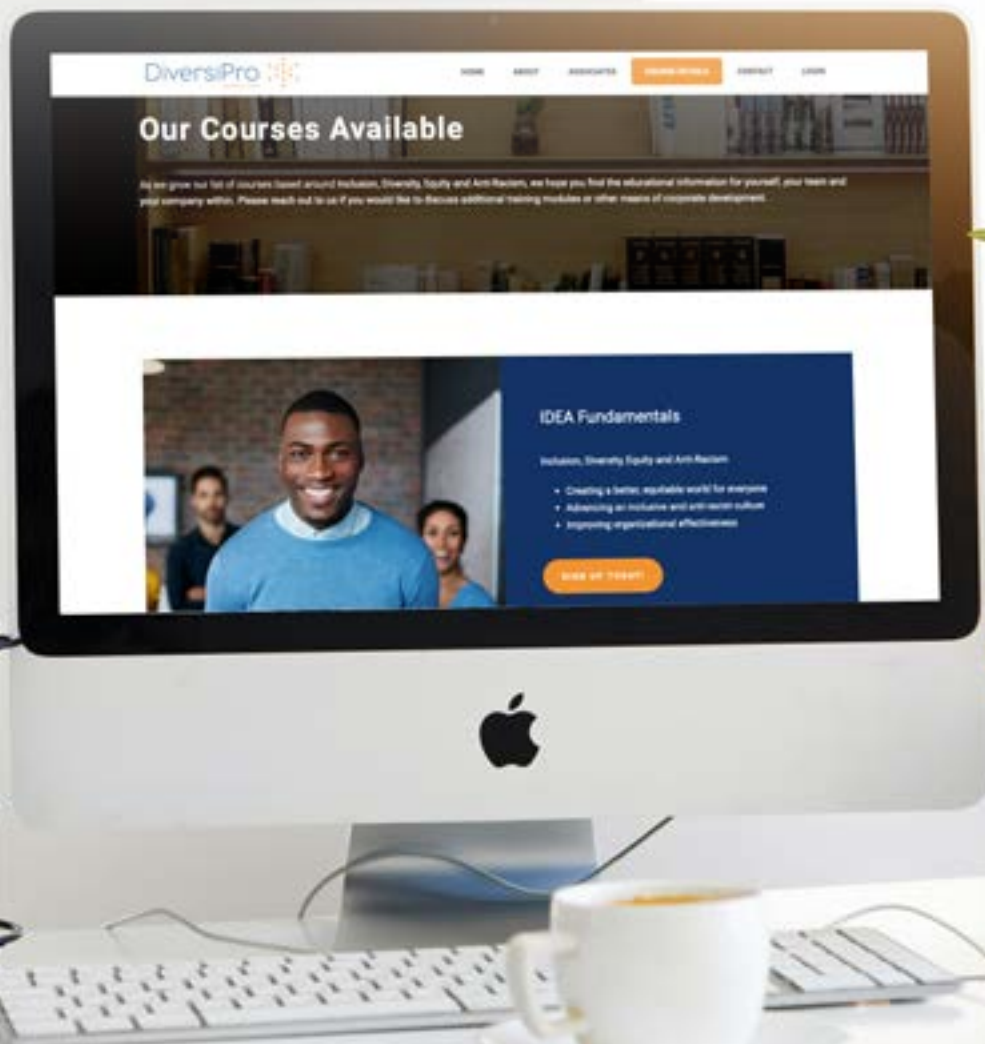 DiversiPro
HOME ABOUT ASSOCIATES COURSE DETAILS CONTACT LOGIN
Our Courses Available
As we grow our list of courses based around Inclusion, Diversity, Equity and Anti-Racism, we hope you find the educational information for yourself, your team and
your company within. Please reach out to us if you would like to discuss additional training modules or other means of corporate development.
IDEA Fundamentals
Inclusion, Diversity, Equity and Anti-Racism
• Creating a better, equitable world for everyone
• Advancing an inclusive and anti-racist culture
• Improving organizational effectiveness
SIGN UP TODAY!